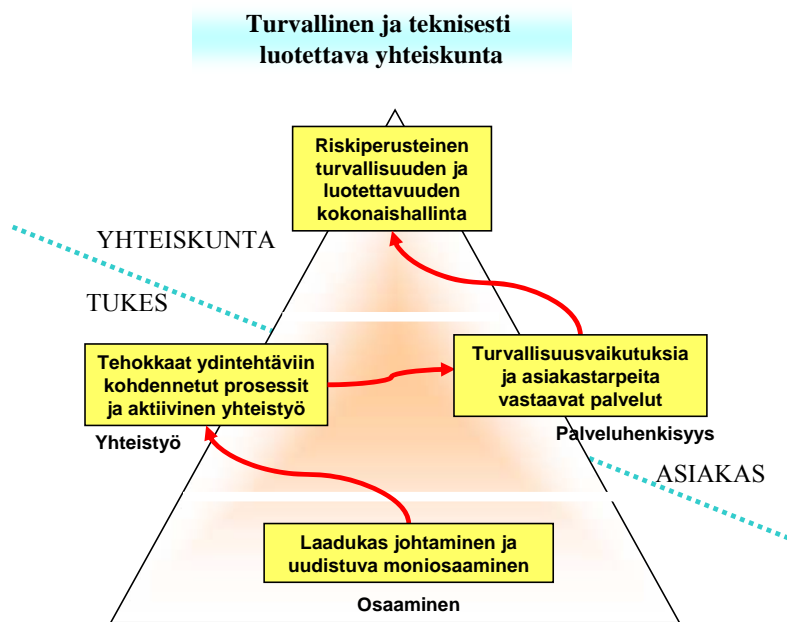 Turvallinen ja teknisesti
luotettava yhteiskunta
Riskiperusteinen
turvallisuuden ja
luotettavuuden
kokonaishallinta
YHTEISKUNTA
TUKES
Tehokkaat ydintehtäviin
kohdennetut prosessit
ja aktiivinen yhteistyö
Yhteistyö
Turvallisuusvaikutuksia
ja asiakastarpeita
vastaavat palvelut
Palveluhenkisyys
ASIAKAS
Laadukas johtaminen ja
uudistuva moniosaaminen
Osaaminen